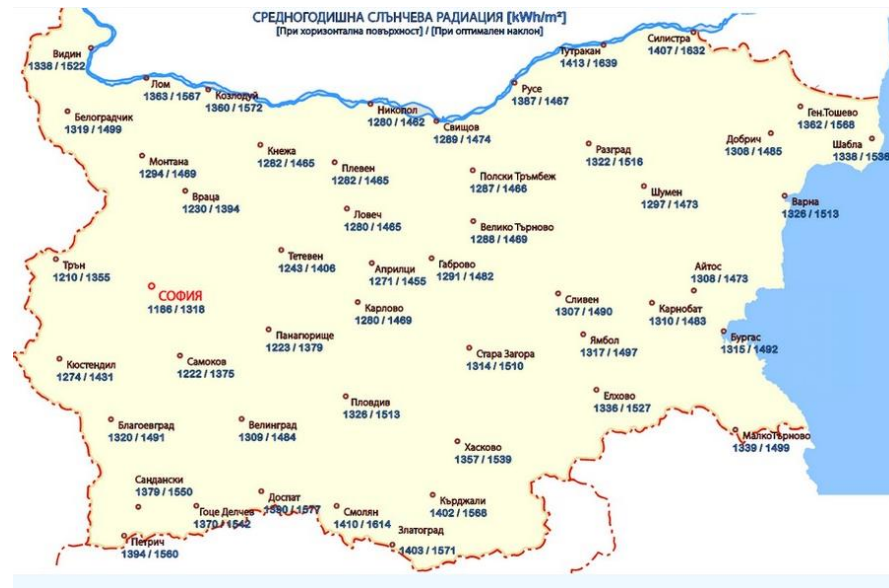 СРЕДНОГОДИШНА СЛЪНЧЕВА РАДИАЦИЯ [kWh/m²]
[При хоризонтална повърхност] / [При оптимален наклон]
Видин
1338 / 1522
Лом
1363 / 1567
Козлодуй
1360 / 1572
Никопол
1280 / 1462
Свищов
1289 / 1474
Русе
1387 / 1467
Тутракан
1413 / 1639
Силистра
1407 / 1632
Белоградчик
1319 / 1499
Ген.Тошево
1362 / 1568
Добрич
1308 / 1485
Шабла
1338 / 1538
Монтана
1294 / 1469
Кнежа
1282 / 1465
Плевен
1282 / 1465
Полски Тръмбеж
1287 / 1466
Разград
1322 / 1516
Шумен
1297 / 1473
Варна
1326 / 1513
Враца
1230 / 1394
Ловеч
1280 / 1465
Велико Търново
1288 / 1469
Трън
1210 / 1355
Тетевен
1243 / 1406
Априлци
1271 / 1455
Габрово
1291 / 1482
Айтос
1308 / 1473
СОФИЯ
1186 / 1318
Карлово
1280 / 1469
Сливен
1307 / 1490
Карнобат
1310 / 1483
Панапорище
1223 / 1379
Ямбол
1317 / 1497
Бургас
1315 / 1492
Кюстендил
1274 / 1431
Самоков
1222 / 1375
Стара Загора
1314 / 1510
Пловдив
1326 / 1513
Елхово
1336 / 1527
Благоевград
1320 / 1491
Велинград
1309 / 1484
Хасково
1357 / 1539
МалкоТърново
1339 / 1499
Сандански
1379 / 1550
Гоце Делчев
1370 / 1542
Доспат
1390 / 1577
Смолян
1410 / 1614
Кърджали
1402 / 1568
Петрич
1394 / 1560
Златоград
1403 / 1571